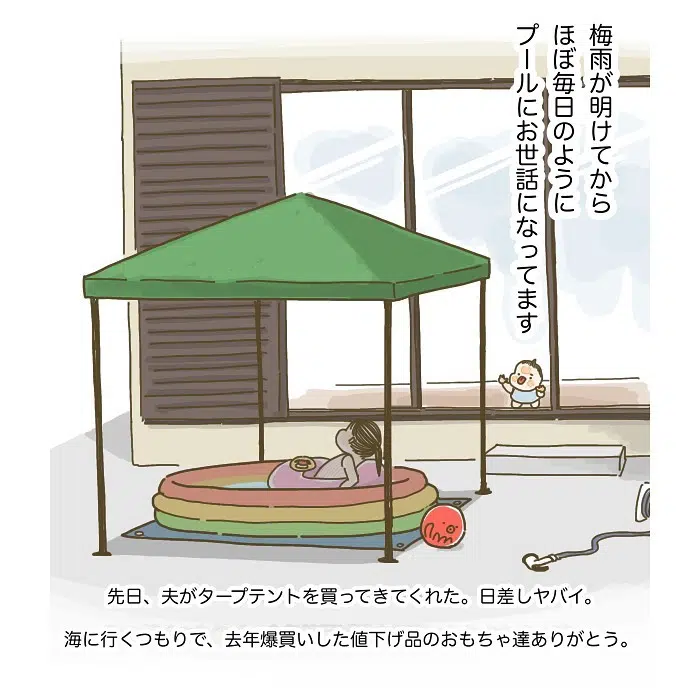 梅雨が明けてから
ほぼ毎日のように
プールにお世話になってます
先日、夫がタープテントを買ってきてくれた。日差しヤバイ。
海に行くつもりで、去年爆買いした値下げ品のおもちゃ達ありがとう。